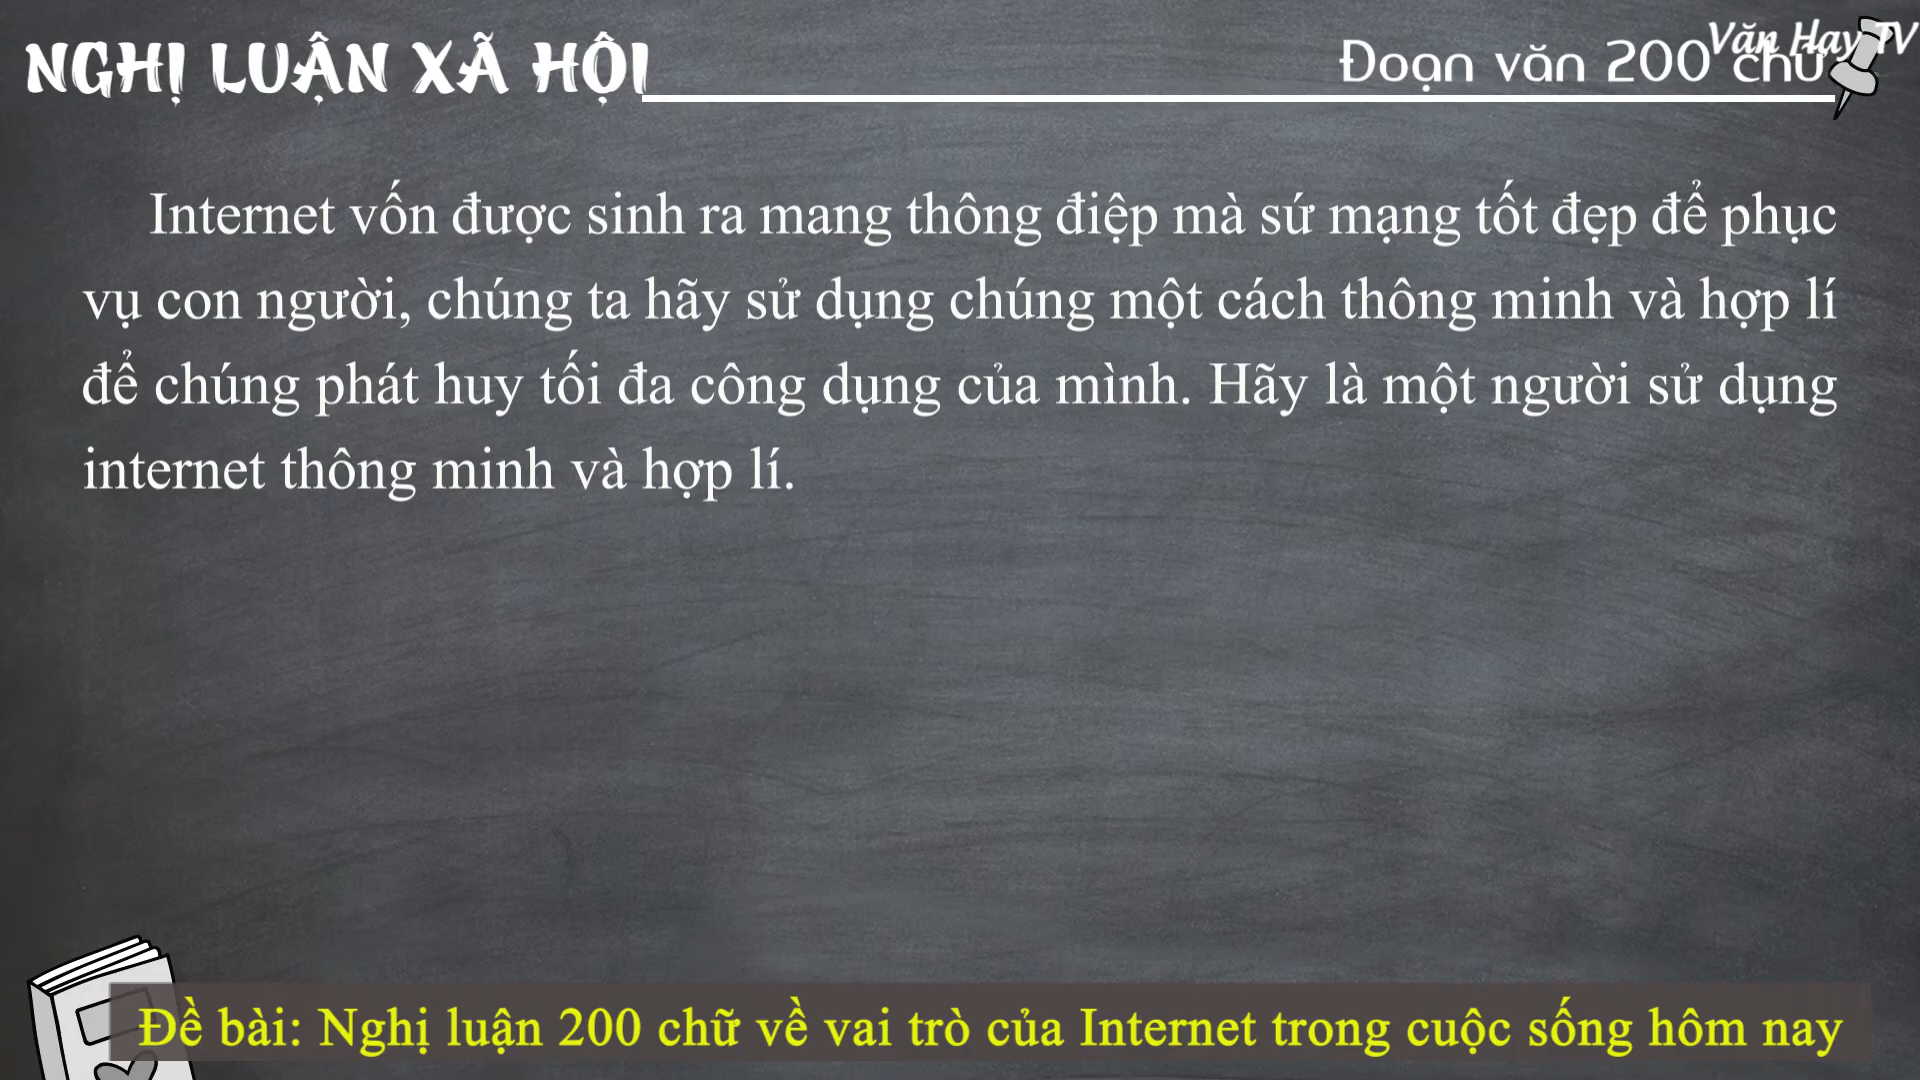 NGHỊ LUẬN XÃ HỘI
Đoạn văn 200 chữ
Văn Hay TV
Internet vốn được sinh ra mang thông điệp mà sứ mạng tốt đẹp để phục
vụ con người, chúng ta hãy sử dụng chúng một cách thông minh và hợp lí
để chúng phát huy tối đa công dụng của mình. Hãy là một người sử dụng
internet thông minh và hợp lí.
Đề bài: Nghị luận 200 chữ về vai trò của Internet trong cuộc sống hôm nay